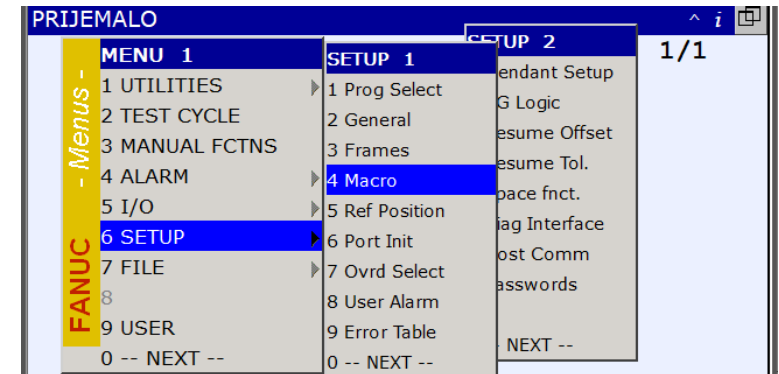 PRIJEMALO
1/1
FANUC - Menus -
MENU 1
1 UTILITIES
2 TEST CYCLE
3 MANUAL FCTNS
4 ALARM
5 I/O
6 SETUP
7 FILE
8
9 USER
0 -- NEXT --
SETUP 1
1 Prog Select
2 General
3 Frames
4 Macro
5 Ref Position
6 Port Init
7 Ovrd Select
8 User Alarm
9 Error Table
0 -- NEXT --
SETUP 2
endant Setup
G Logic
esume Offset
esume Tol.
pace fnct.
iag Interface
ost Comm
asswords
NEXT --